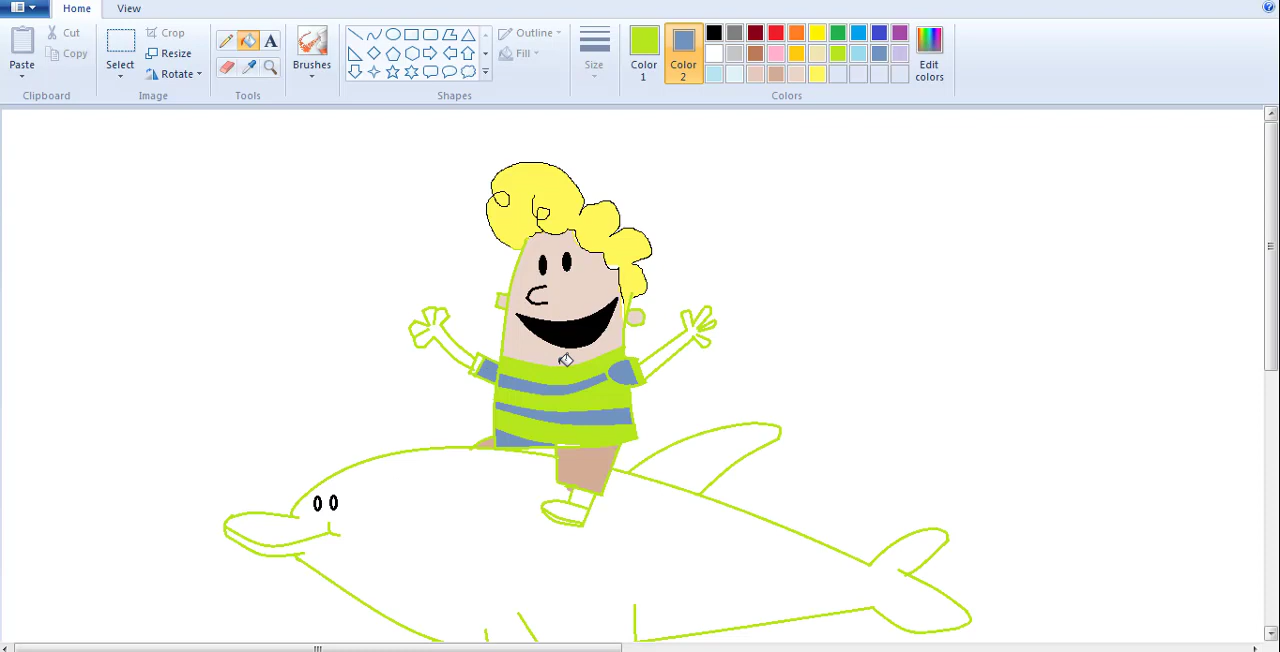 Home View
Cut
Copy
Paste
Clipboard
Select
Crop
Resize
Rotate
Image
A
Tools
Brushes
Outline
Fill
Shapes
Size
Color 1
Color 2
Edit colors
Colors